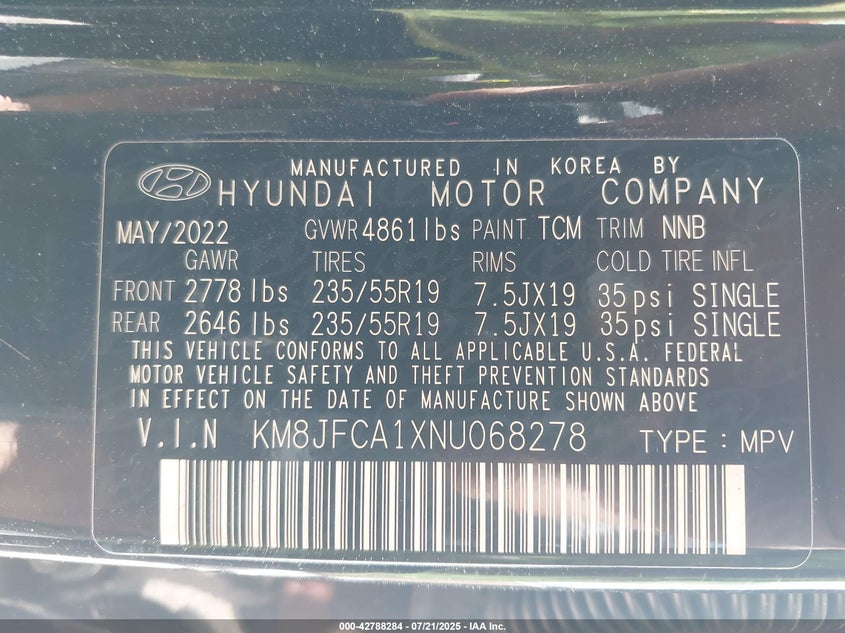 MANUFACTURED IN KOREA BY
HYUNDAI MOTOR COMPANY
MAY/2022 GVWR 4861lbs PAINT TCM TRIM NNB
GAWR TIRES RIMS COLD TIRE INFL
FRONT 2778 lbs 235/55R19 7.5JX19 35psi SINGLE
REAR 2646 lbs 235/55R19 7.5JX19 35psi SINGLE
THIS VEHICLE CONFORMS TO ALL APPLICABLE U.S.A. FEDERAL
MOTOR VEHICLE SAFETY AND THEFT PREVENTION STANDARDS
IN EFFECT ON THE DATE OF MANUFACTURE SHOWN ABOVE
V.I.N KM8JFCA1XNU068278 TYPE : MPV
000-42788284 - 07/21/2025 - IAA Inc.